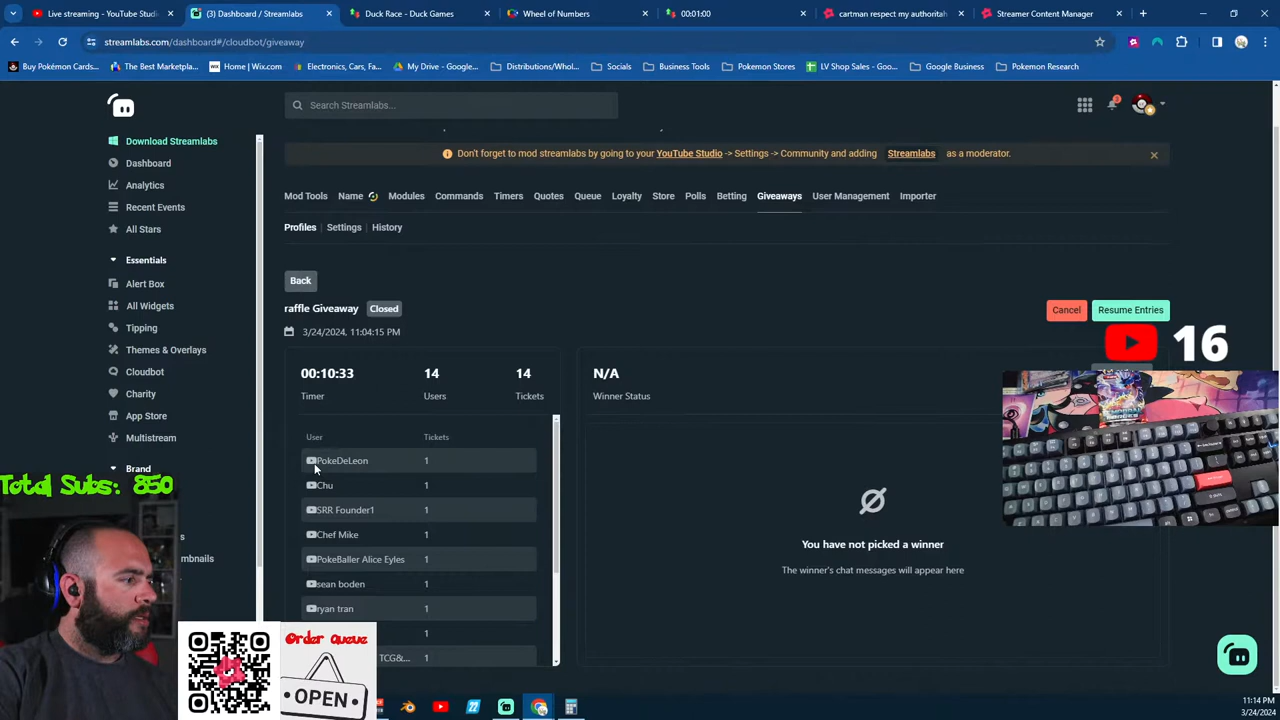 Live streaming - YouTube Studio
(3) Dashboard / Streamlabs
Duck Race - Duck Games
Wheel of Numbers
00:01:00
cartman respect my authoritah
Streamer Content Manager
streamlabs.com/dashboard#/cloudbot/giveaway
Buy Pokémon Cards...
The Best Marketpla...
Home | Wix.com
Electronics, Cars, Fa...
My Drive - Google...
Distributions/Whol...
Socials
Business Tools
Pokemon Stores
LV Shop Sales - Goo...
Google Business
Pokemon Research
Search Streamlabs...
Download Streamlabs
Dashboard
Analytics
Recent Events
All Stars
Essentials
Alert Box
All Widgets
Tipping
Themes & Overlays
Cloudbot
Charity
App Store
Multistream
Brand
Don't forget to mod streamlabs by going to your YouTube Studio -> Settings -> Community and adding Streamlabs as a moderator.
Mod Tools Name Modules Commands Timers Quotes Queue Loyalty Store Polls Betting Giveaways User Management Importer
Profiles Settings History
Back
raffle Giveaway Closed
Cancel Resume Entries
3/24/2024, 11:04:15 PM
00:10:33 14 14
Timer Users Tickets
User Tickets
PokeDeLeon 1
Chu 1
SRR Founder1 1
Chef Mike 1
PokeBaller Alice Eyles 1
sean boden 1
ryan tran 1
1
TCG&... 1
N/A
Winner Status
You have not picked a winner
The winner's chat messages will appear here
16
Total Subs: 850
Order Queue
OPEN
11:14 PM
3/24/2024